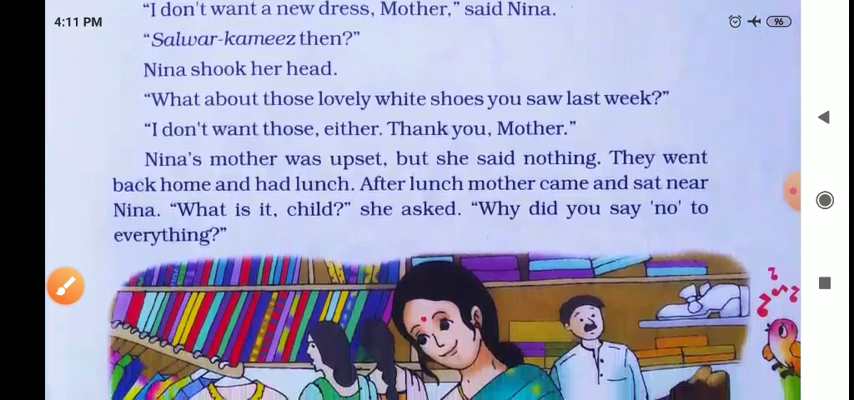 "I don't want a new dress, Mother," said Nina.
4:11 PM
96
"Salwar-kameez then?"
Nina shook her head.
"What about those lovely white shoes you saw last week?"
"I don't want those, either. Thank you, Mother."
Nina's mother was upset, but she said nothing. They went
back home and had lunch. After lunch mother came and sat near
Nina. "What is it, child?" she asked. "Why did you say 'no' to
everything?"